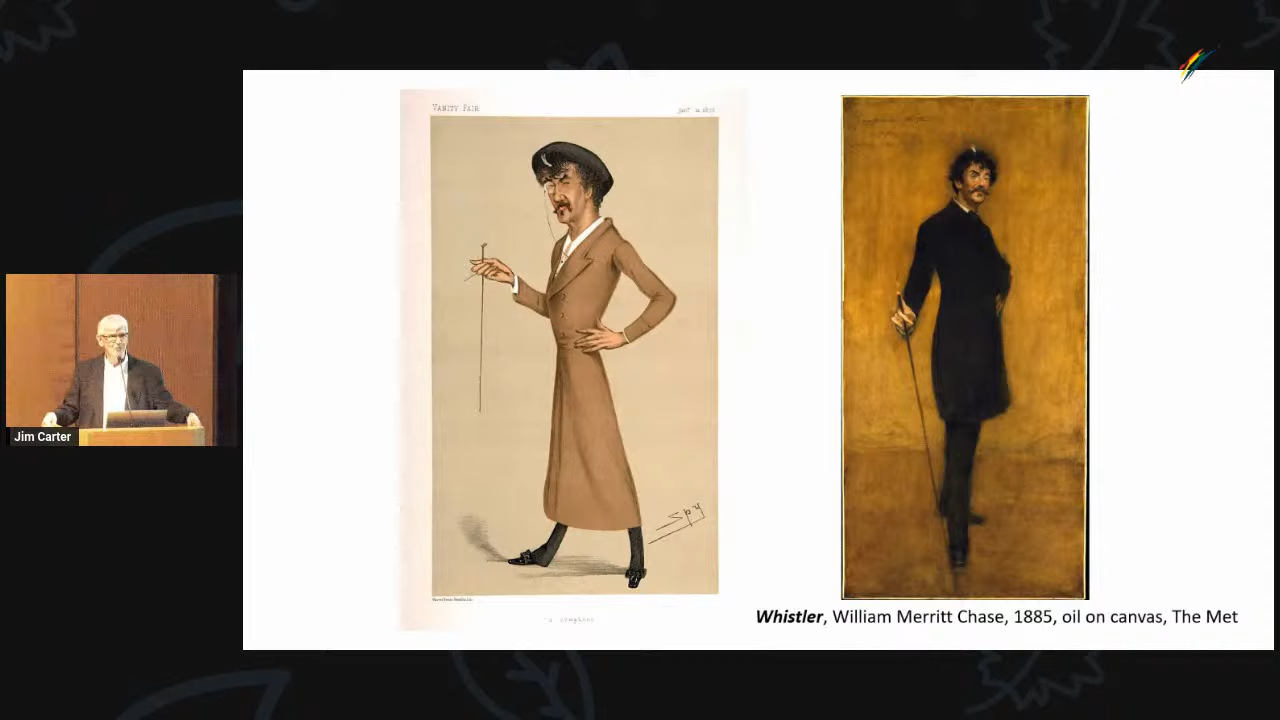 VANITY FAIR
Spy
Whistler, William Merritt Chase, 1885, oil on canvas, The Met
Jim Carter